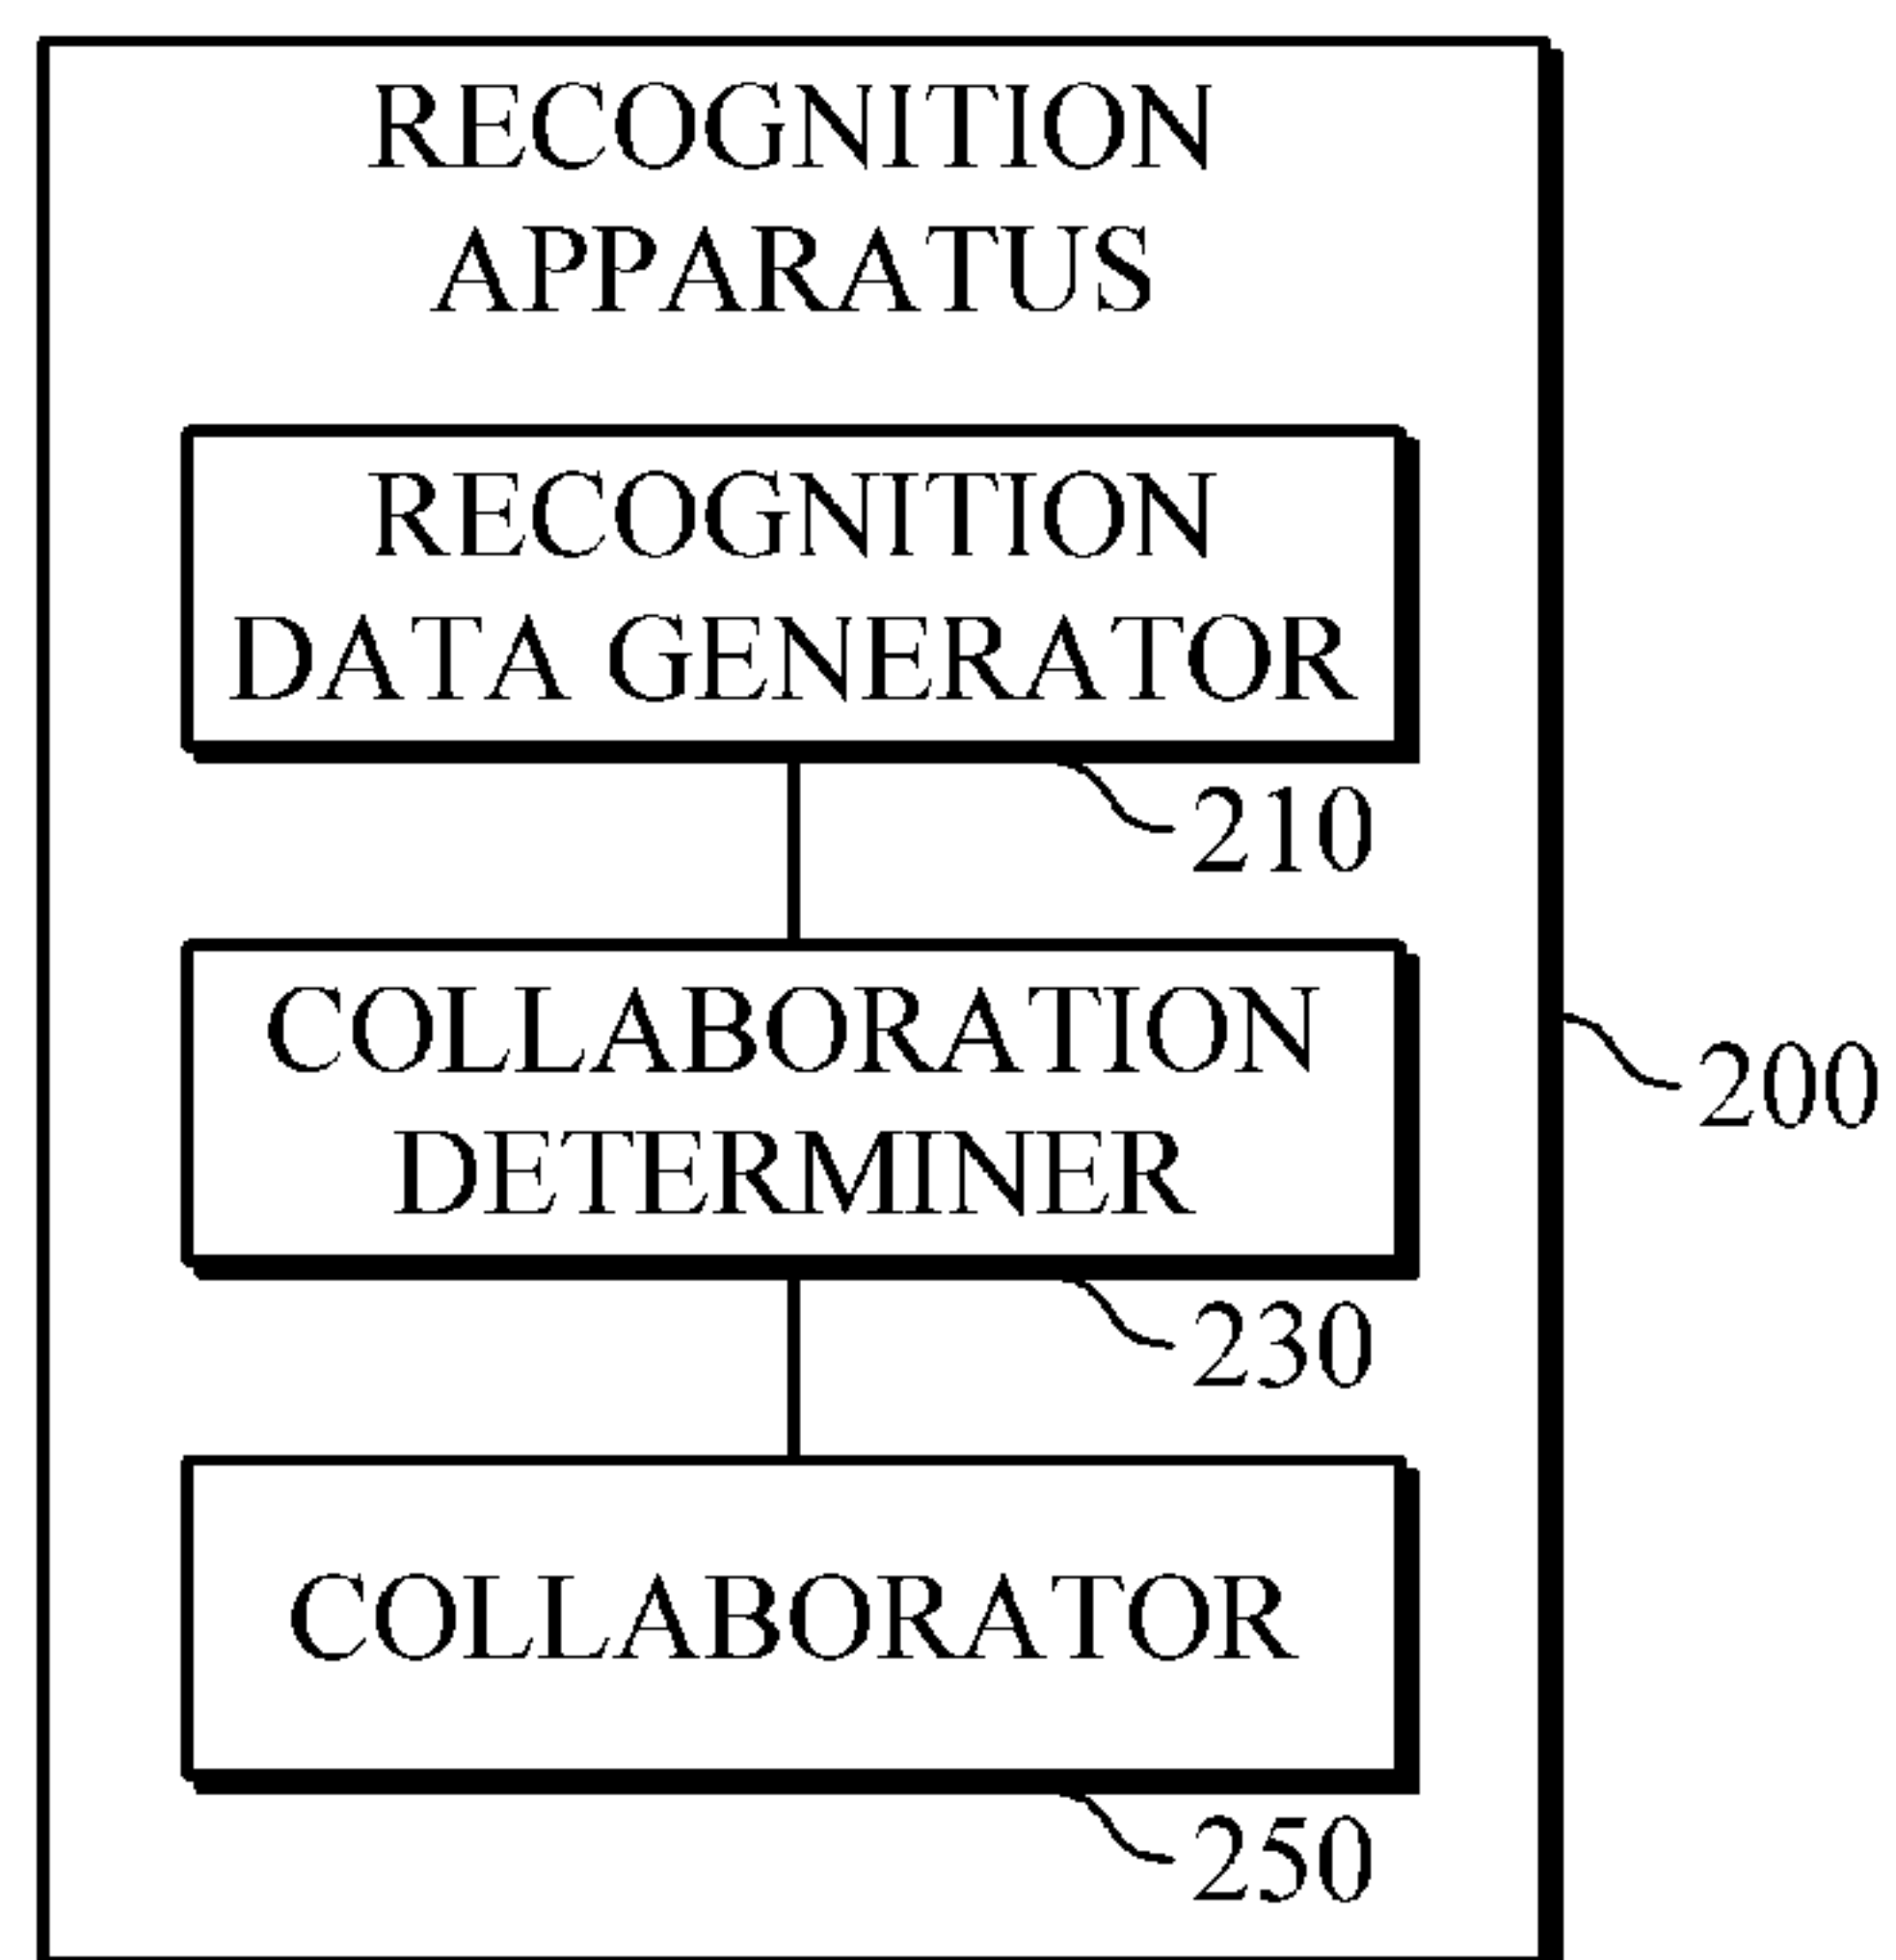 RECOGNITION
APPARATUS
RECOGNITION
DATA GENERATOR
210
COLLABORATION
DETERMINER
200
230
COLLABORATOR
250